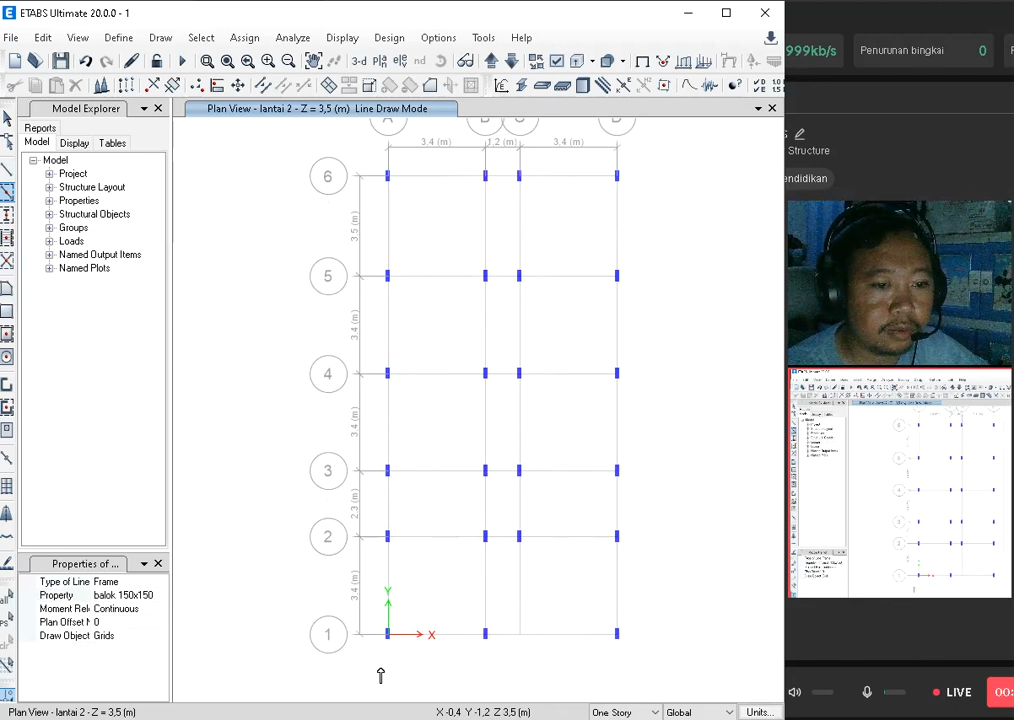 ETABS Ultimate 20.0.0 - 1
File Edit View Define Draw Select Assign Analyze Display Design Options Tools Help
3-d plă elë nd
Model Explorer
Plan View - lantai 2 - Z = 3,5 (m) Line Draw Mode
Reports
Model Display Tables
Model
Project
Structure Layout
Properties
Structural Objects
Groups
Loads
Named Output Items
Named Plots
Properties of ...
Type of Line Frame
Property balok 150x150
Moment Rel Continuous
Plan Offset 0
Draw Object Grids
A B C D
3,4 (m) 1,2 (m) 3,4 (m)
6
3,5 (m)
5
3,4 (m)
4
3,4 (m)
3
2,3 (m)
2
3,4 (m)
1
Y
X
Plan View - lantai 2 - Z = 3,5 (m)
X -0,4 Y -1,2 Z 3,5 (m)
One Story
Global
Units...
999kb/s
Penurunan bingkai 0
Structure
endidikan
LIVE
00: